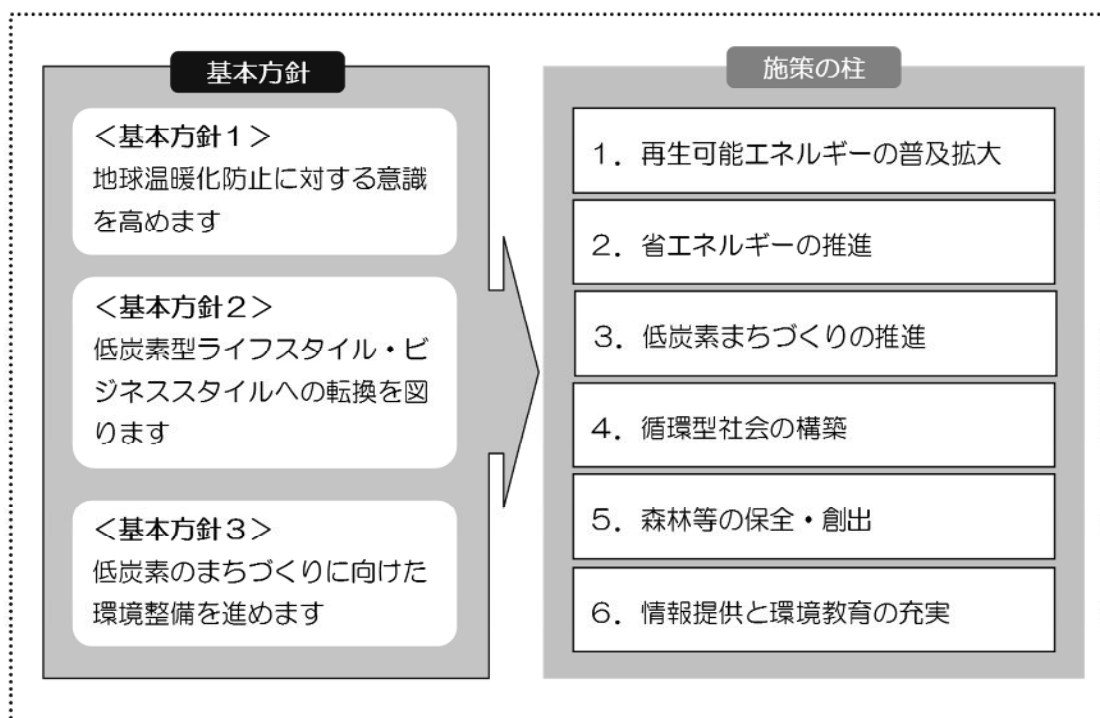 基本方針
＜基本方針１＞
地球温暖化防止に対する意識
を高めます
＜基本方針２＞
低炭素型ライフスタイル・ビ
ジネススタイルへの転換を図
ります
＜基本方針３＞
低炭素のまちづくりに向けた
環境整備を進めます
施策の柱
１．再生可能エネルギーの普及拡大
２．省エネルギーの推進
３．低炭素まちづくりの推進
４．循環型社会の構築
５．森林等の保全・創出
６．情報提供と環境教育の充実